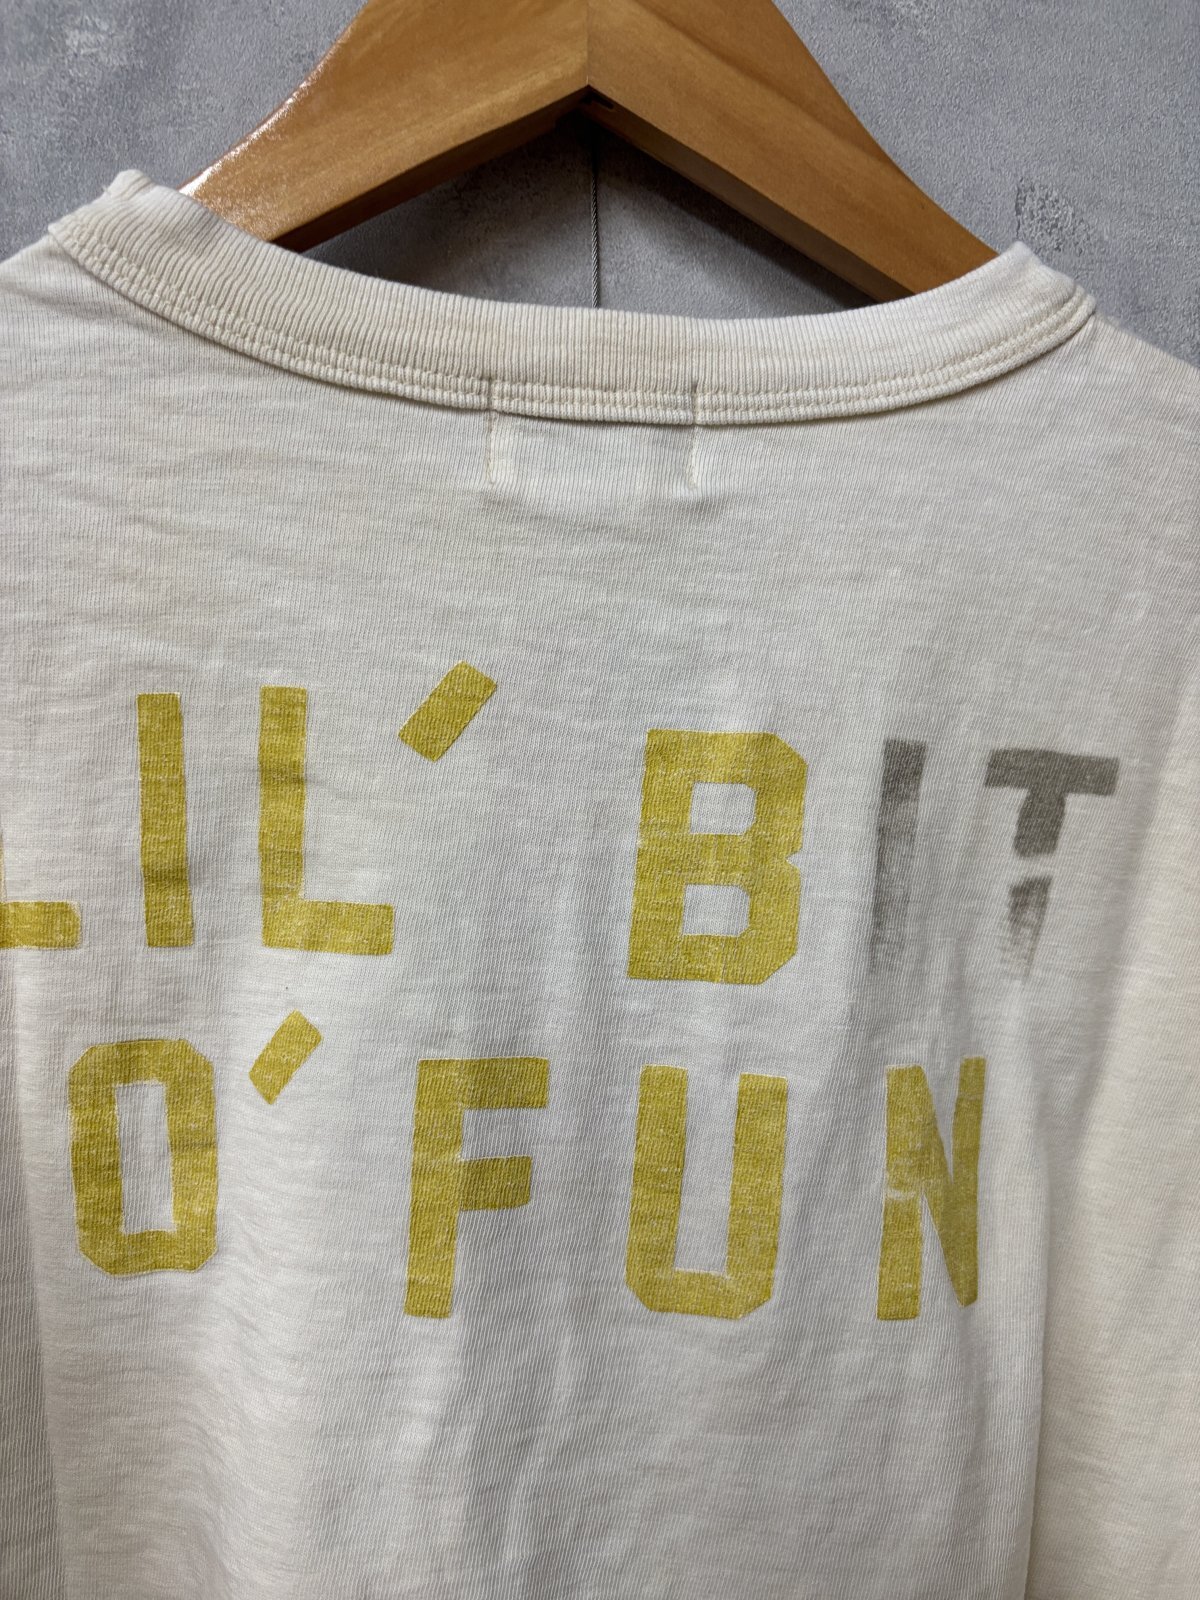 LIL' BIT
O' FUN